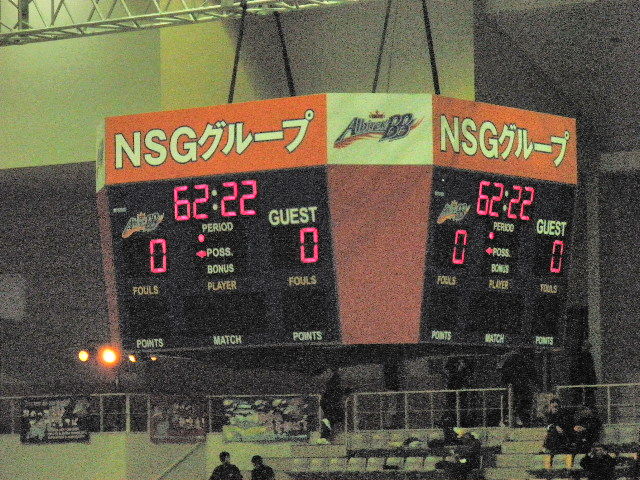 NSGグループ
Albirex BB
NSGグループ
62:22
PERIOD
GUEST
0
0
POSS.
BONUS
FOULS
PLAYER
FOULS
POINTS
MATCH
POINTS
62:22
PERIOD
GUEST
0
0
POSS.
BONUS
FOULS
PLAYER
FOULS
POINTS
MATCH
POINTS